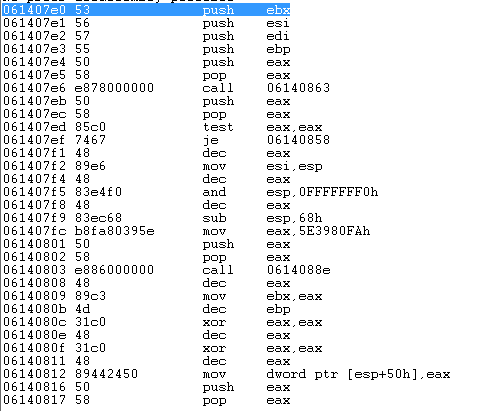 061407e0 53 push ebx
061407e1 56 push esi
061407e2 57 push edi
061407e3 55 push ebp
061407e4 50 push eax
061407e5 58 pop eax
061407e6 e878000000 call 06140863
061407eb 50 push eax
061407ec 58 pop eax
061407ed 85c0 test eax,eax
061407ef 7467 je 06140858
061407f1 48 dec eax
061407f2 89e6 mov esi,esp
061407f4 48 dec eax
061407f5 83e4f0 and esp,0FFFFFFF0h
061407f8 48 dec eax
061407f9 83ec68 sub esp,68h
061407fc b8fa80395e mov eax,5E3980FAh
06140801 50 push eax
06140802 58 pop eax
06140803 e886000000 call 0614088e
06140808 48 dec eax
06140809 89c3 mov ebx,eax
0614080b 4d dec ebp
0614080c 31c0 xor eax,eax
0614080e 48 dec eax
0614080f 31c0 xor eax,eax
06140811 48 dec eax
06140812 89442450 mov dword ptr [esp+50h],eax
06140816 50 push eax
06140817 58 pop eax